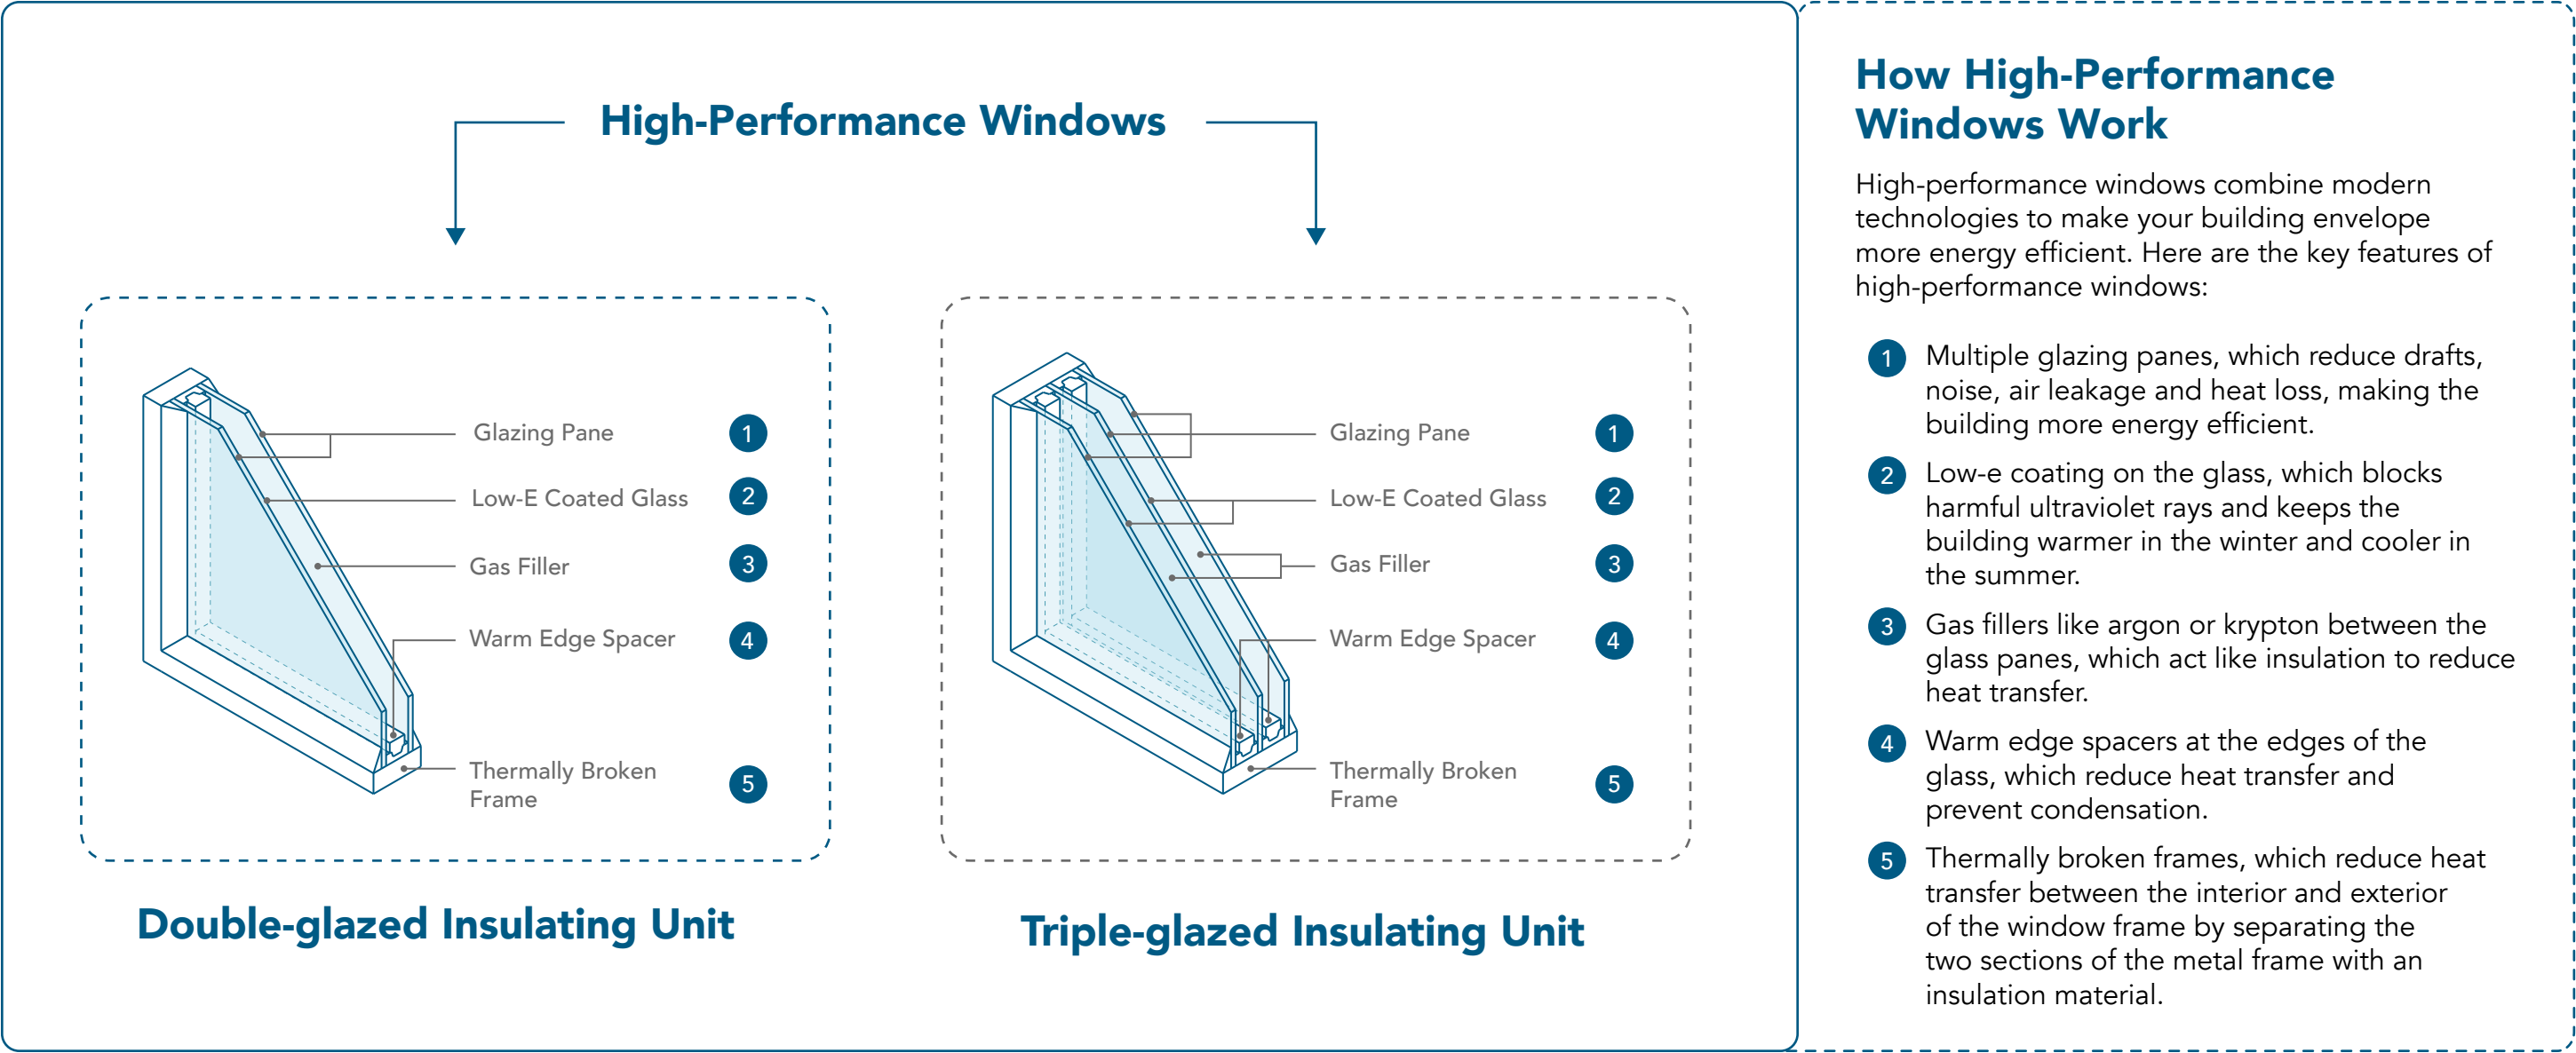 High-Performance Windows
Glazing Pane
1
Low-E Coated Glass
2
Gas Filler
3
Warm Edge Spacer
4
Thermally Broken
Frame
5
Double-glazed Insulating Unit
Glazing Pane
1
Low-E Coated Glass
2
Gas Filler
3
Warm Edge Spacer
4
Thermally Broken
Frame
5
Triple-glazed Insulating Unit
How High-Performance
Windows Work
High-performance windows combine modern
technologies to make your building envelope
more energy efficient. Here are the key features of
high-performance windows:
1 Multiple glazing panes, which reduce drafts,
noise, air leakage and heat loss, making the
building more energy efficient.
2 Low-e coating on the glass, which blocks
harmful ultraviolet rays and keeps the
building warmer in the winter and cooler in
the summer.
3 Gas fillers like argon or krypton between the
glass panes, which act like insulation to reduce
heat transfer.
4 Warm edge spacers at the edges of the
glass, which reduce heat transfer and
prevent condensation.
5 Thermally broken frames, which reduce heat
transfer between the interior and exterior
of the window frame by separating the
two sections of the metal frame with an
insulation material.